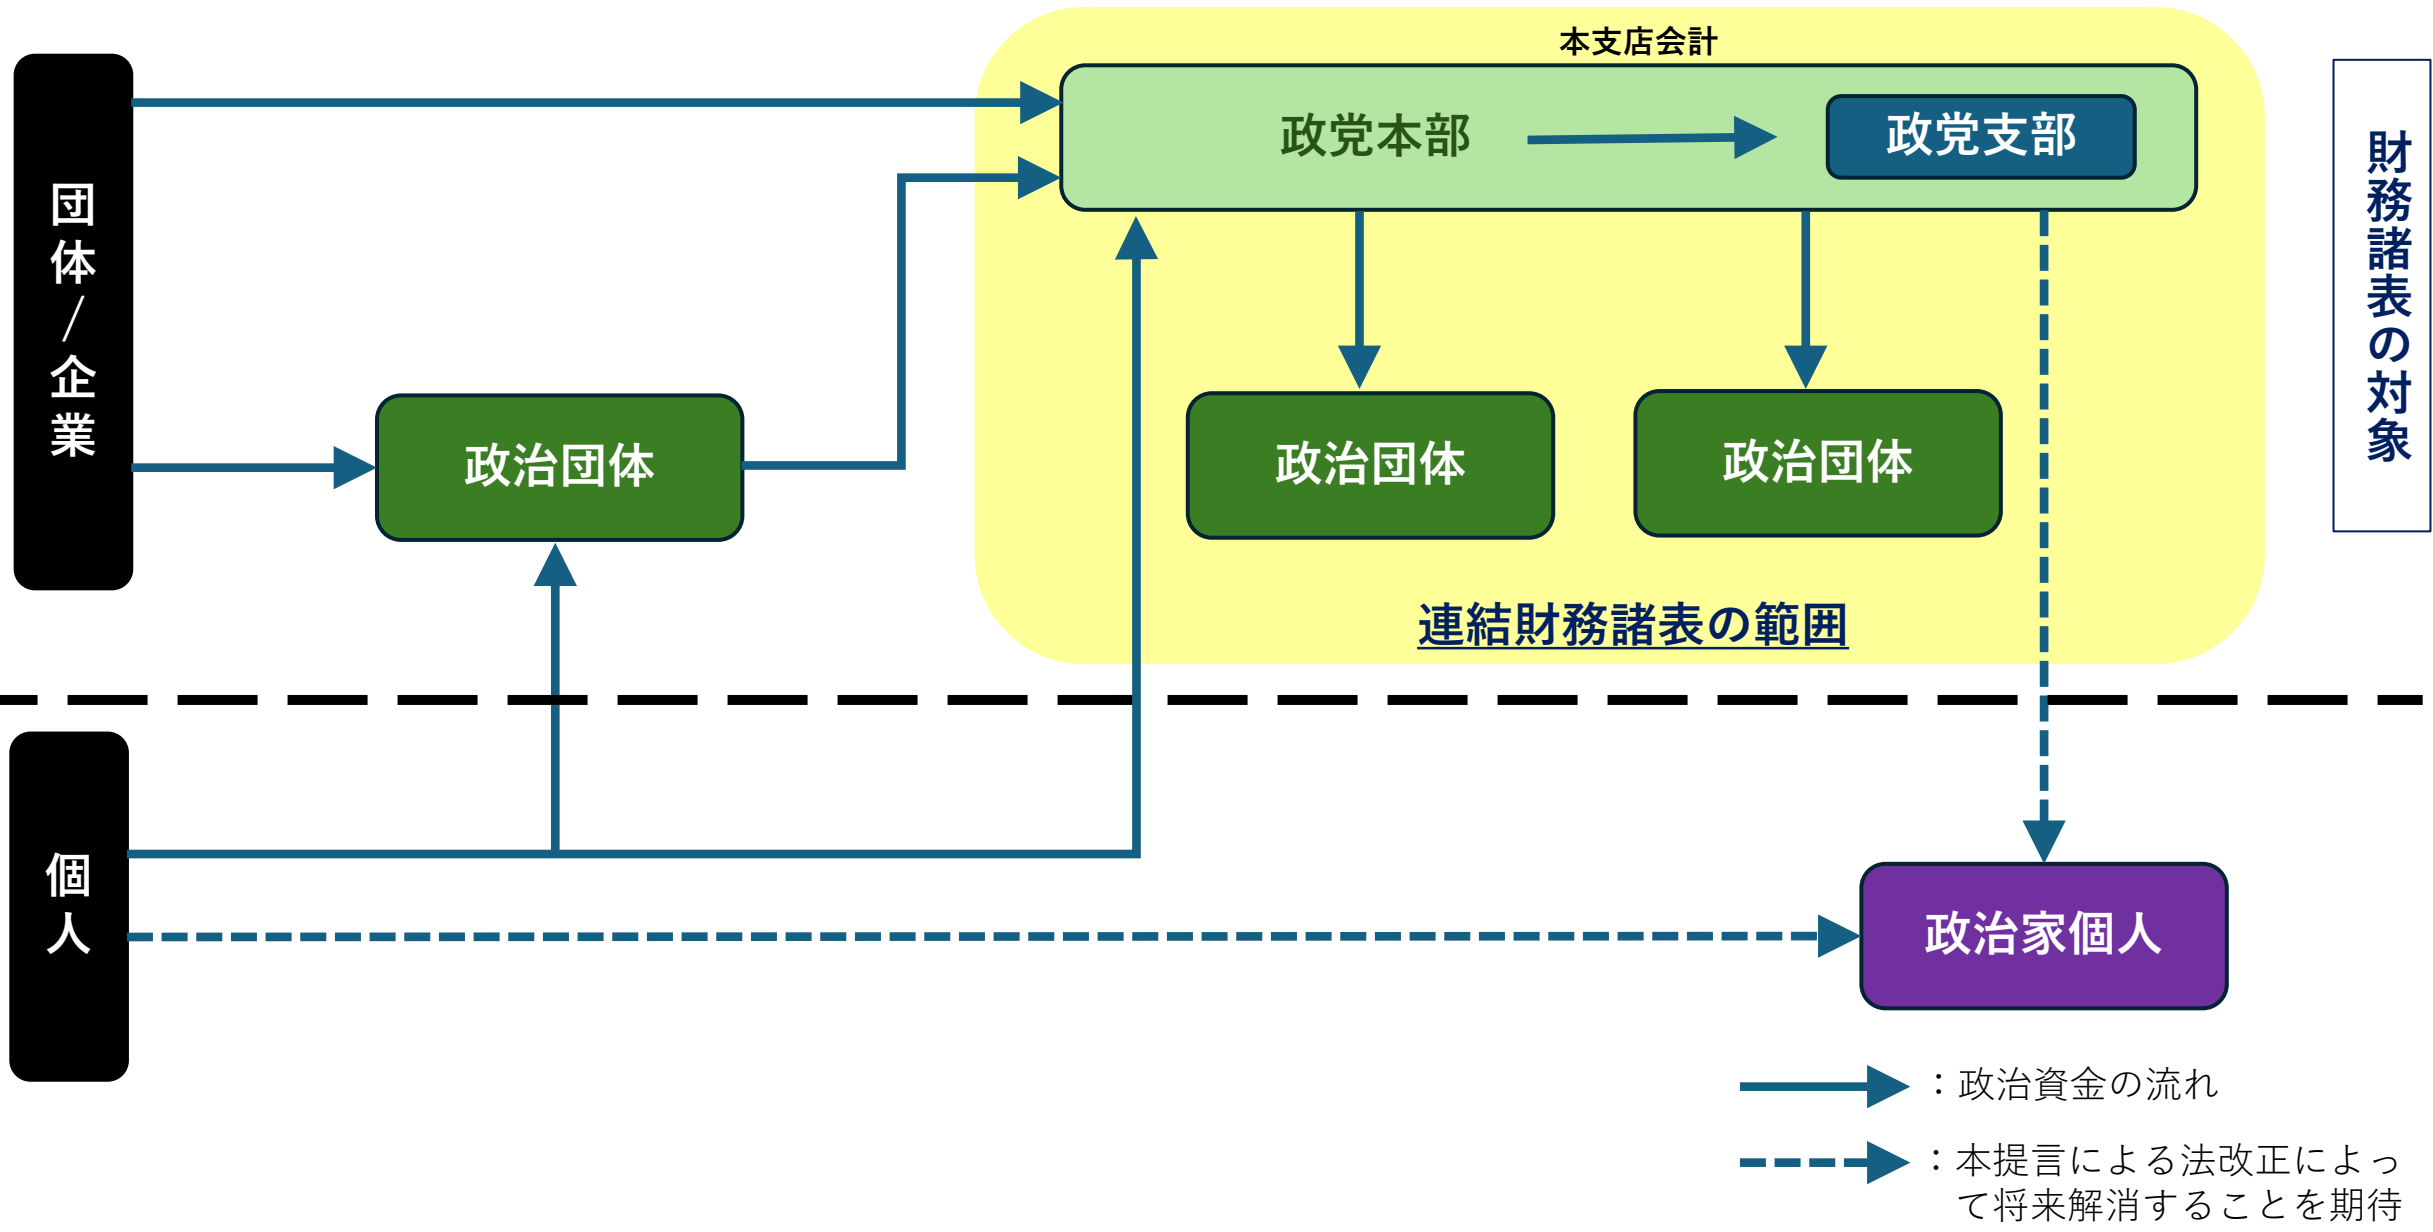 本支店会計
団体/企業
政党本部
政党支部
財務諸表の対象
政治団体
政治団体
政治団体
連結財務諸表の範囲
個人
政治家個人
：政治資金の流れ
：本提言による法改正によっ
て将来解消することを期待